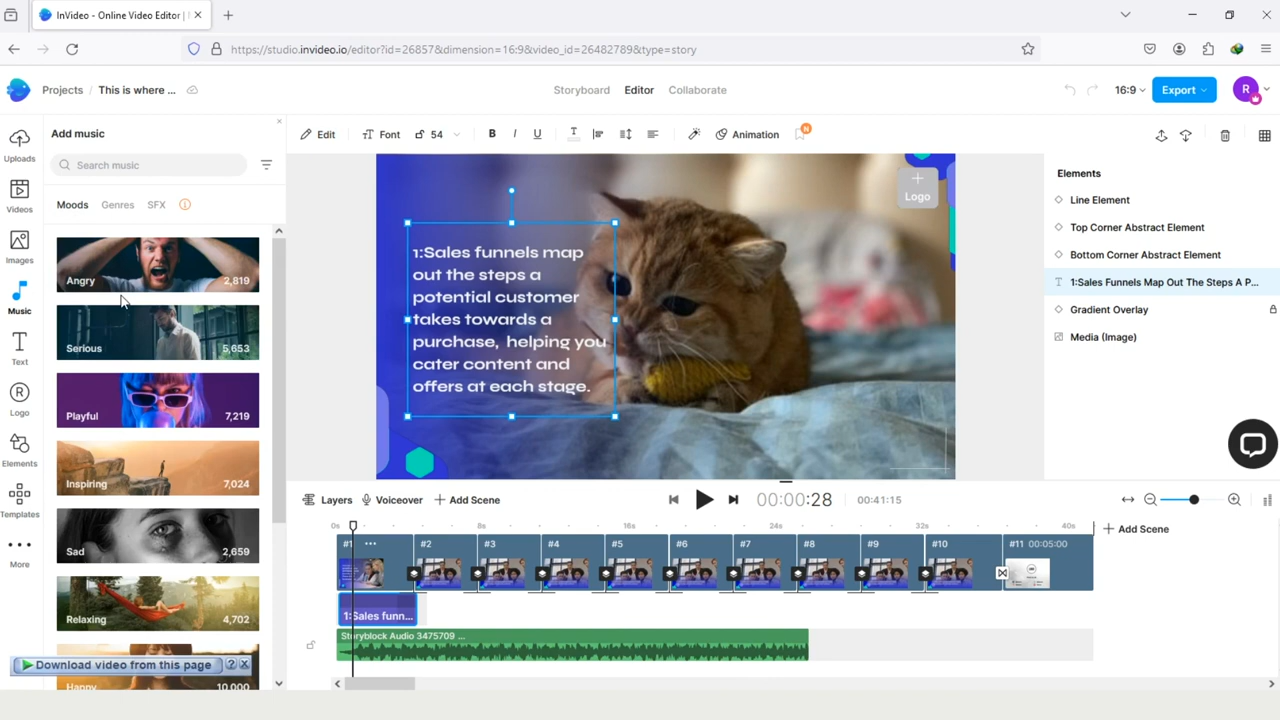 InVideo - Online Video Editor |
https://studio.invideo.io/editor?id=26857&dimension=16:9&video_id=26482789&type=story
Projects / This is where ...
Storyboard Editor Collaborate
16:9 Export R
Add music
Edit Font 54 B I U Animation N
Search music
Moods Genres SFX
Uploads
Videos
Images
Music
Text
Logo
Elements
Templates
More
Angry 2,819
Serious 5,653
Playful 7,219
Inspiring 7,024
Sad 2,659
Relaxing 4,702
Happy 10,000
Download video from this page ? X
+ Logo
1:Sales funnels map
out the steps a
potential customer
takes towards a
purchase, helping you
cater content and
offers at each stage.
Elements
Line Element
Top Corner Abstract Element
Bottom Corner Abstract Element
1:Sales Funnels Map Out The Steps A P...
Gradient Overlay
Media (Image)
Layers Voiceover + Add Scene 00:00:28 00:41:15
0s 8s 16s 24s 32s 40s
#1 ... #2 #3 #4 #5 #6 #7 #8 #9 #10 #11 00:05:00
+ Add Scene
1:Sales funn...
Storyblock Audio 3475709 ...